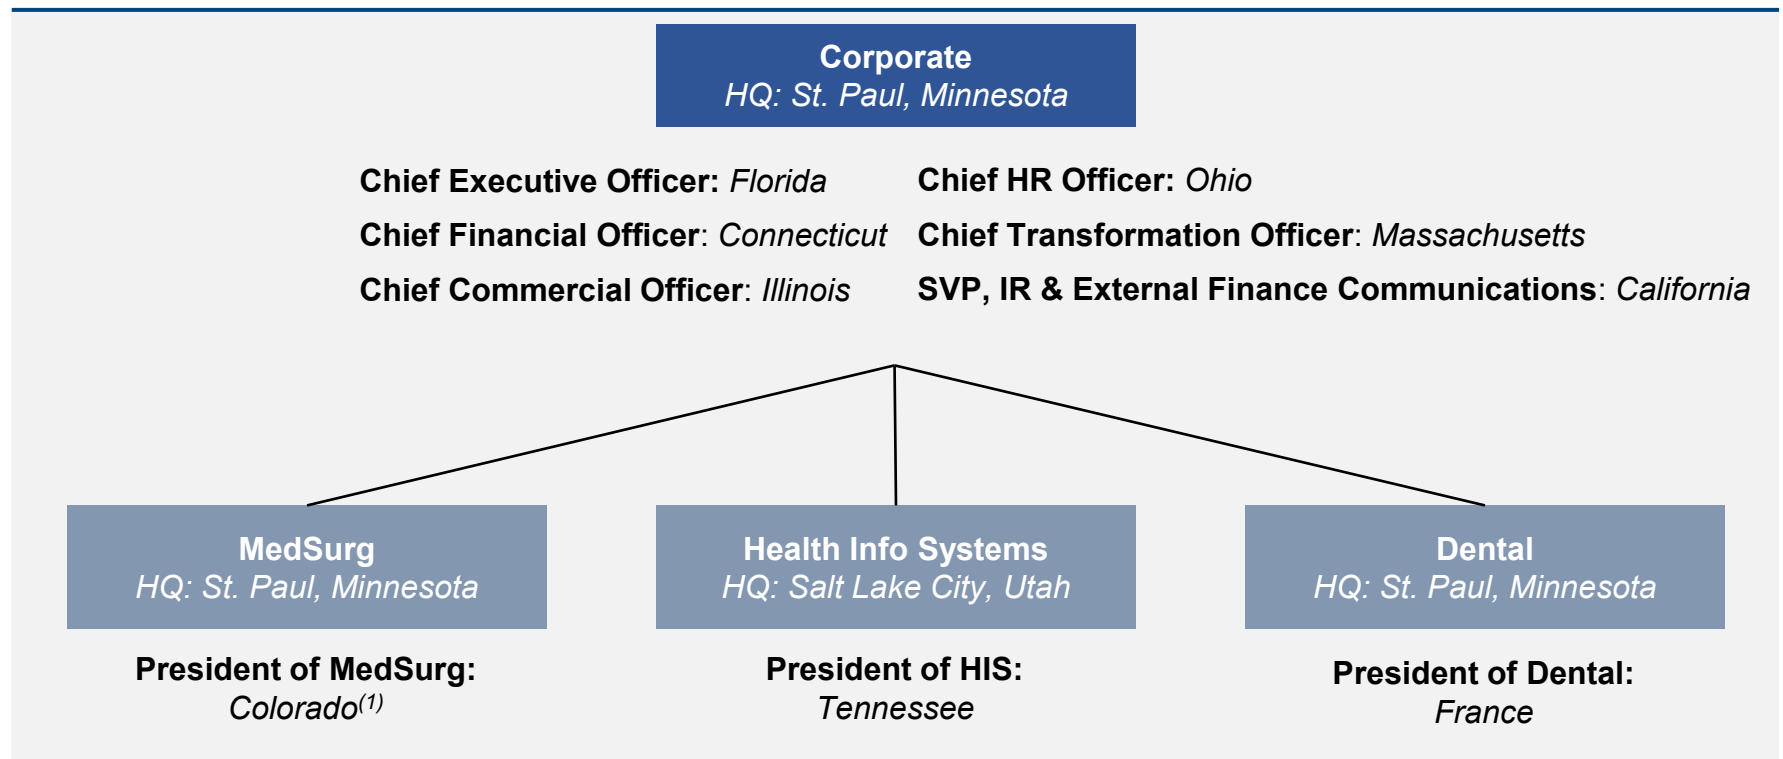 Corporate
HQ: St. Paul, Minnesota
Chief Executive Officer: Florida
Chief HR Officer: Ohio
Chief Financial Officer: Connecticut
Chief Transformation Officer: Massachusetts
Chief Commercial Officer: Illinois
SVP, IR & External Finance Communications: California
MedSurg
HQ: St. Paul, Minnesota
Health Info Systems
HQ: Salt Lake City, Utah
Dental
HQ: St. Paul, Minnesota
President of MedSurg:
Colorado(1)
President of HIS:
Tennessee
President of Dental:
France